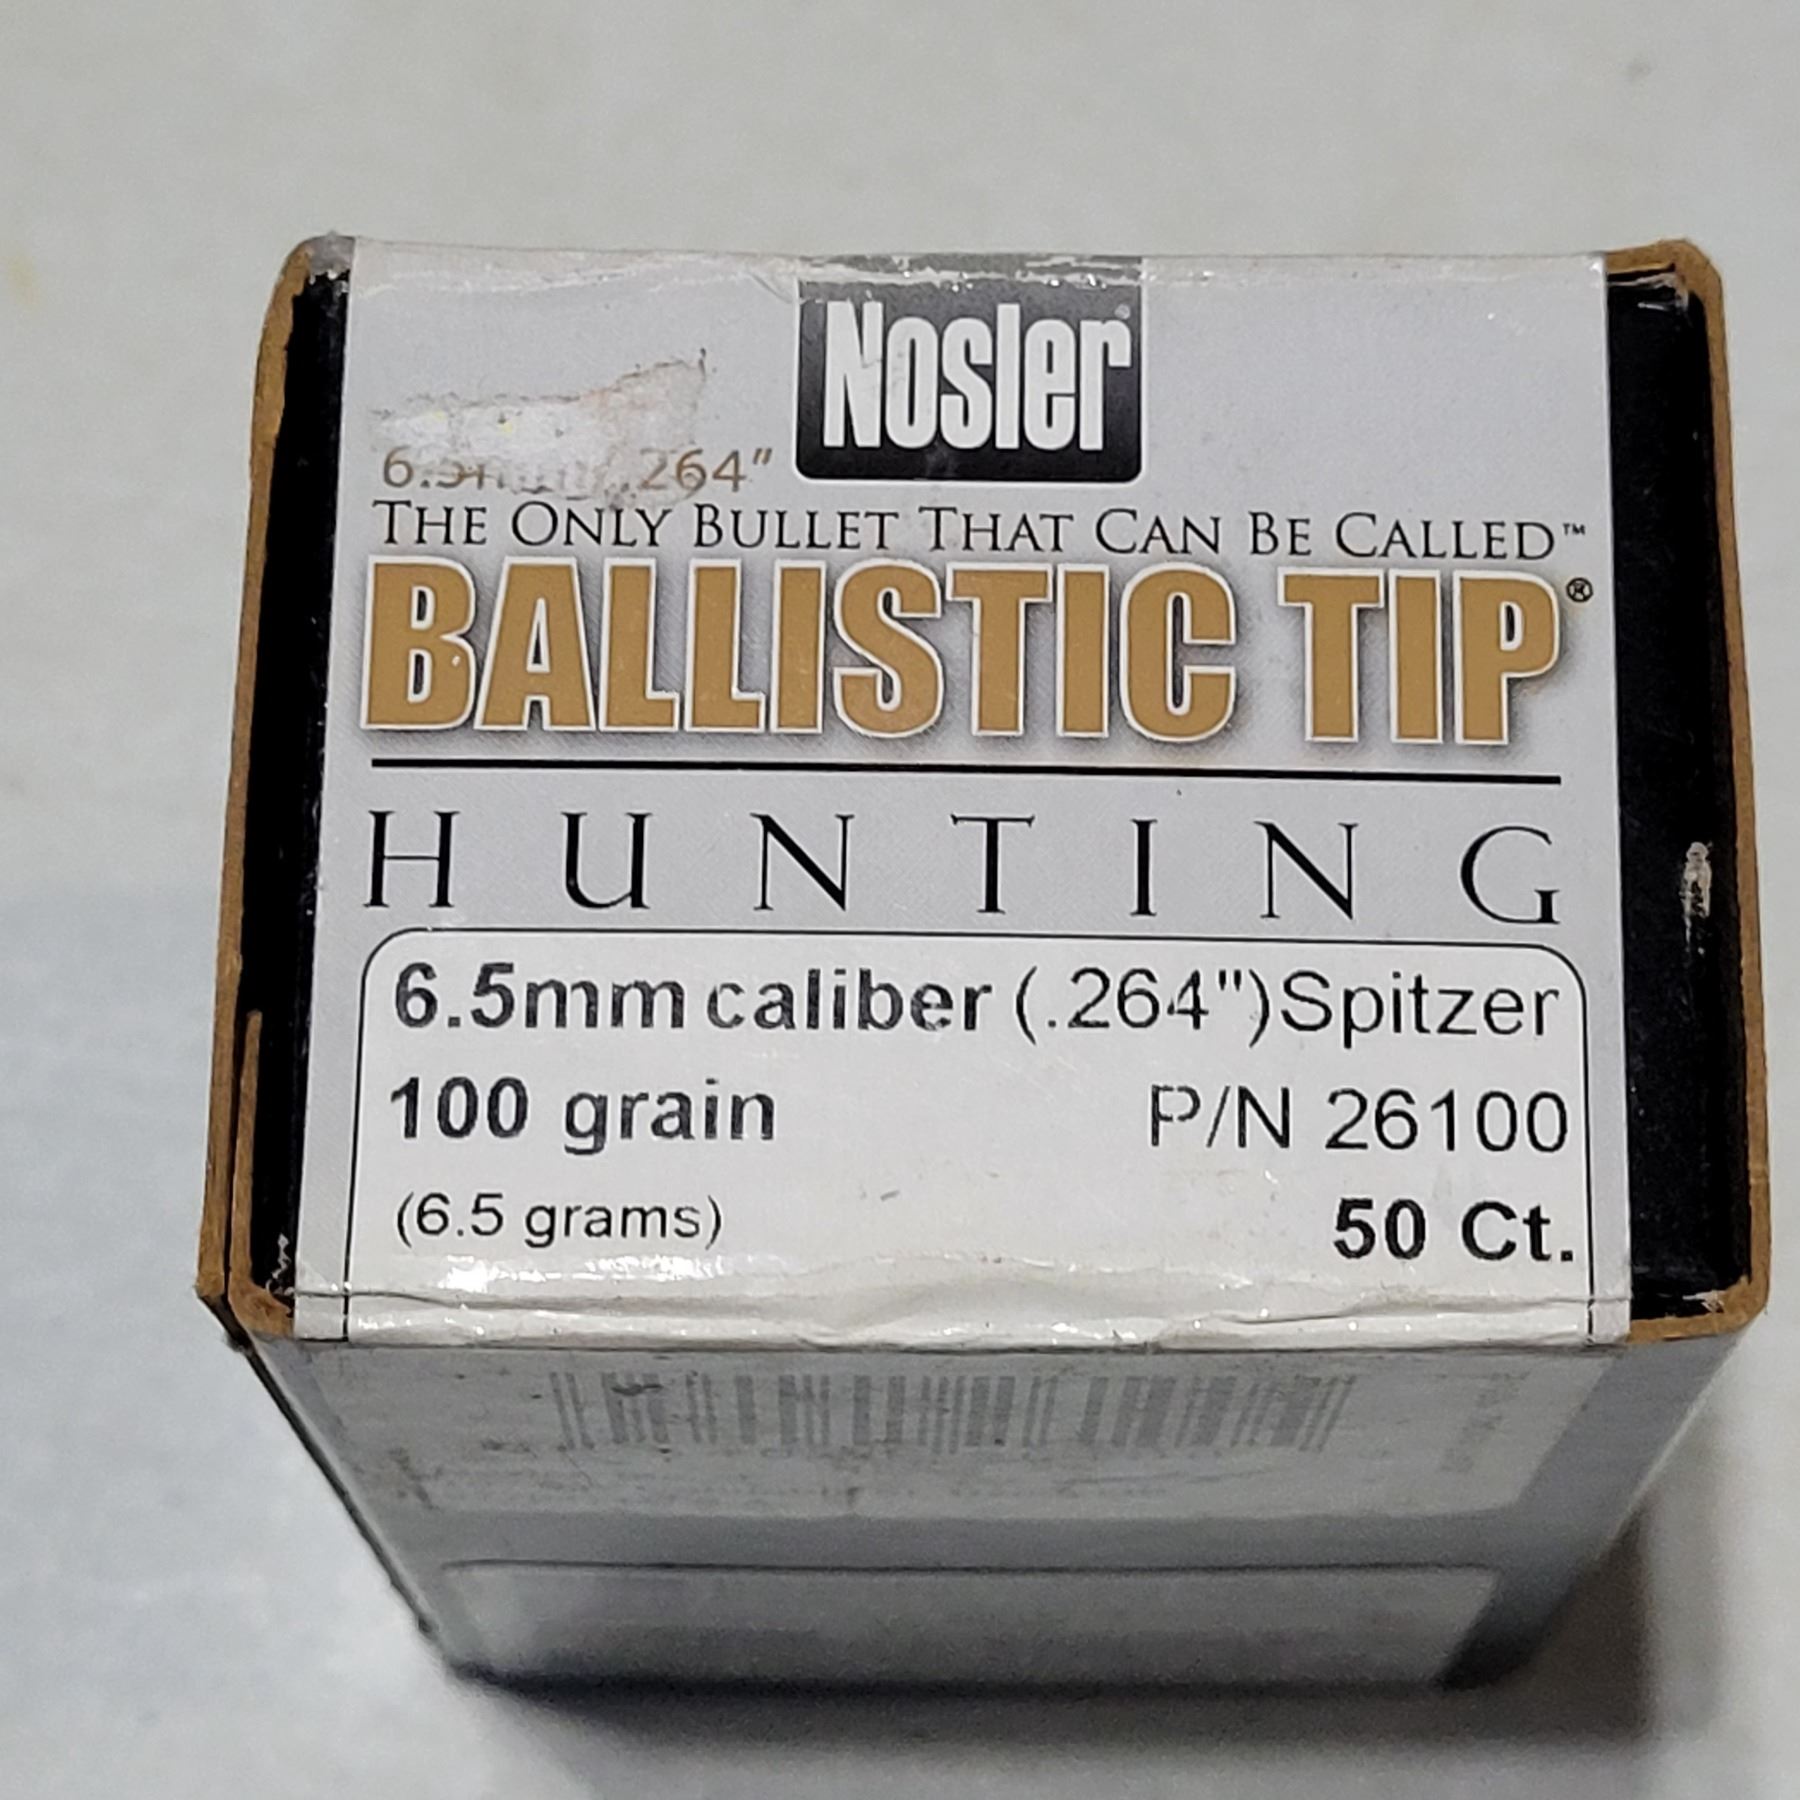 Nosler®
.264"
THE ONLY BULLET THAT CAN BE CALLED™
BALLISTIC TIP®
HUNTING
6.5mm caliber (.264") Spitzer
100 grain P/N 26100
(6.5 grams) 50 Ct.